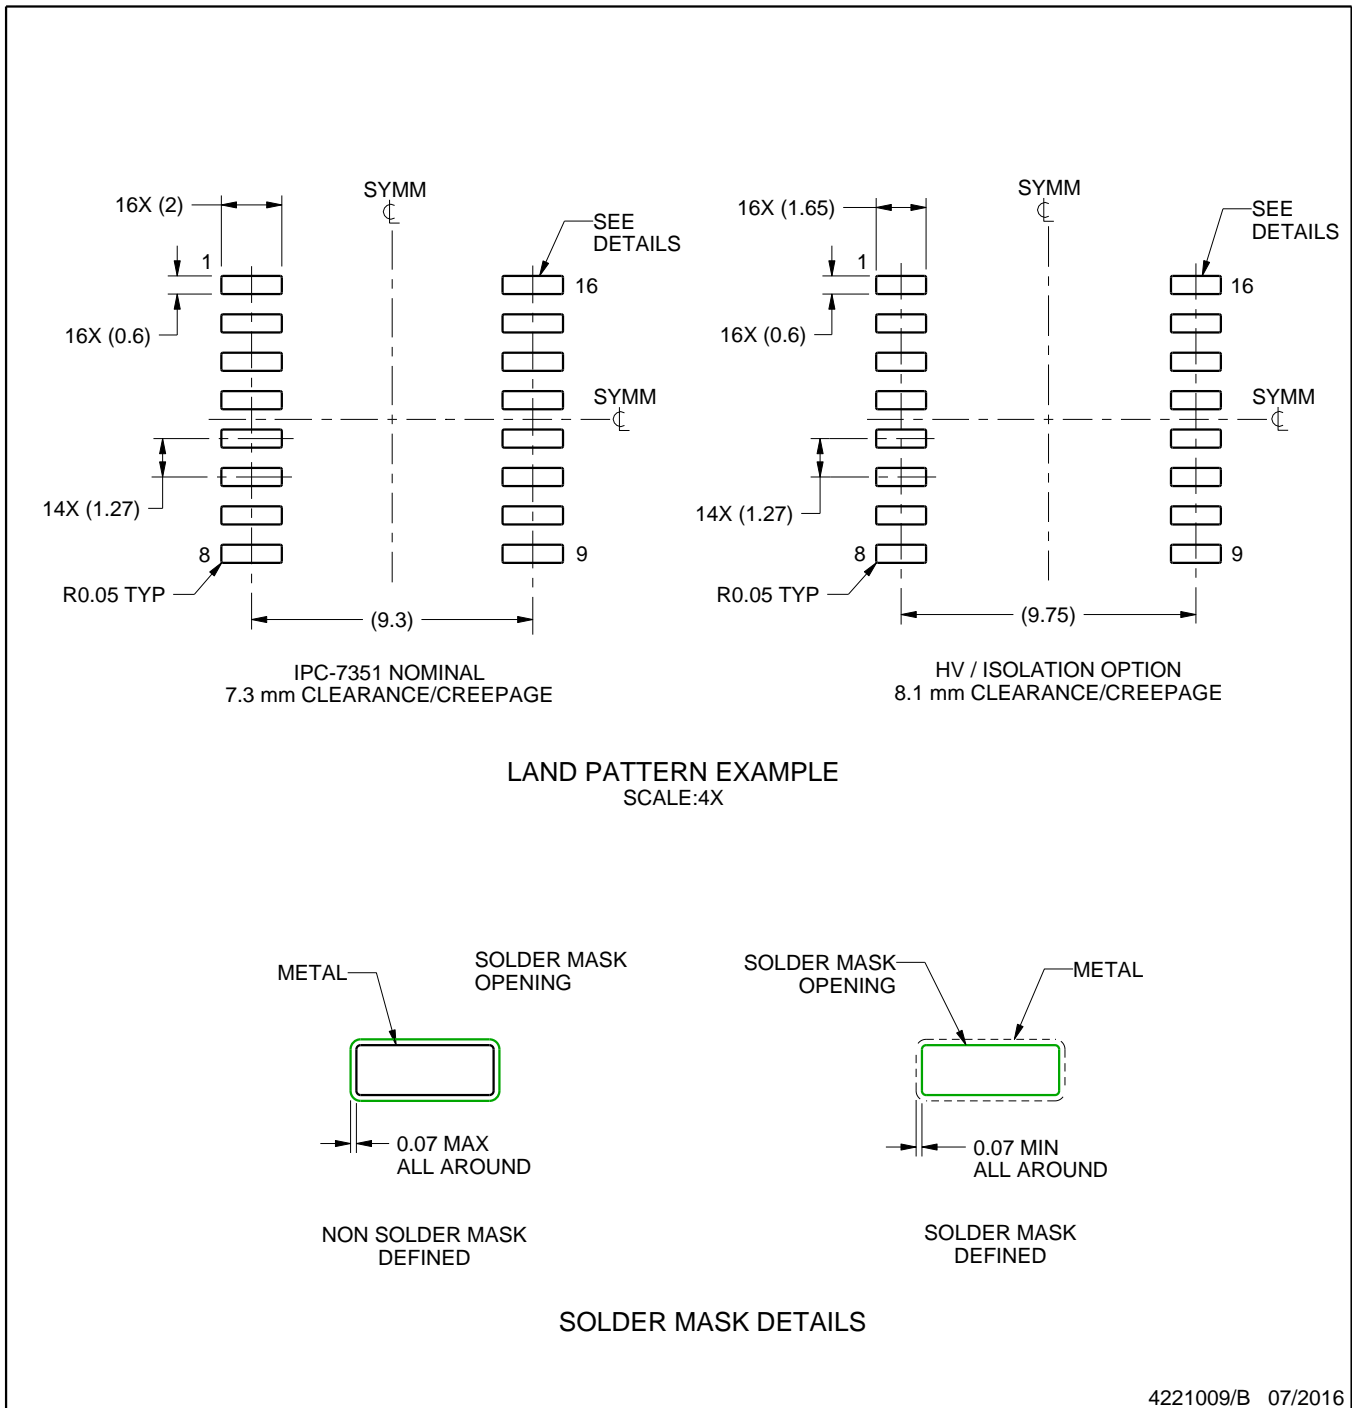 SYMM
16X (2)
SEE
DETAILS
1
16
16X (0.6)
SYMM
14X (1.27)
8
9
R0.05 TYP
(9.3)
IPC-7351 NOMINAL
7.3 mm CLEARANCE/CREEPAGE
SYMM
16X (1.65)
SEE
DETAILS
1
16
16X (0.6)
SYMM
14X (1.27)
8
9
R0.05 TYP
(9.75)
HV / ISOLATION OPTION
8.1 mm CLEARANCE/CREEPAGE
LAND PATTERN EXAMPLE
SCALE:4X
METAL
SOLDER MASK
OPENING
0.07 MAX
ALL AROUND
NON SOLDER MASK
DEFINED
SOLDER MASK
OPENING
METAL
0.07 MIN
ALL AROUND
SOLDER MASK
DEFINED
SOLDER MASK DETAILS
4221009/B 07/2016